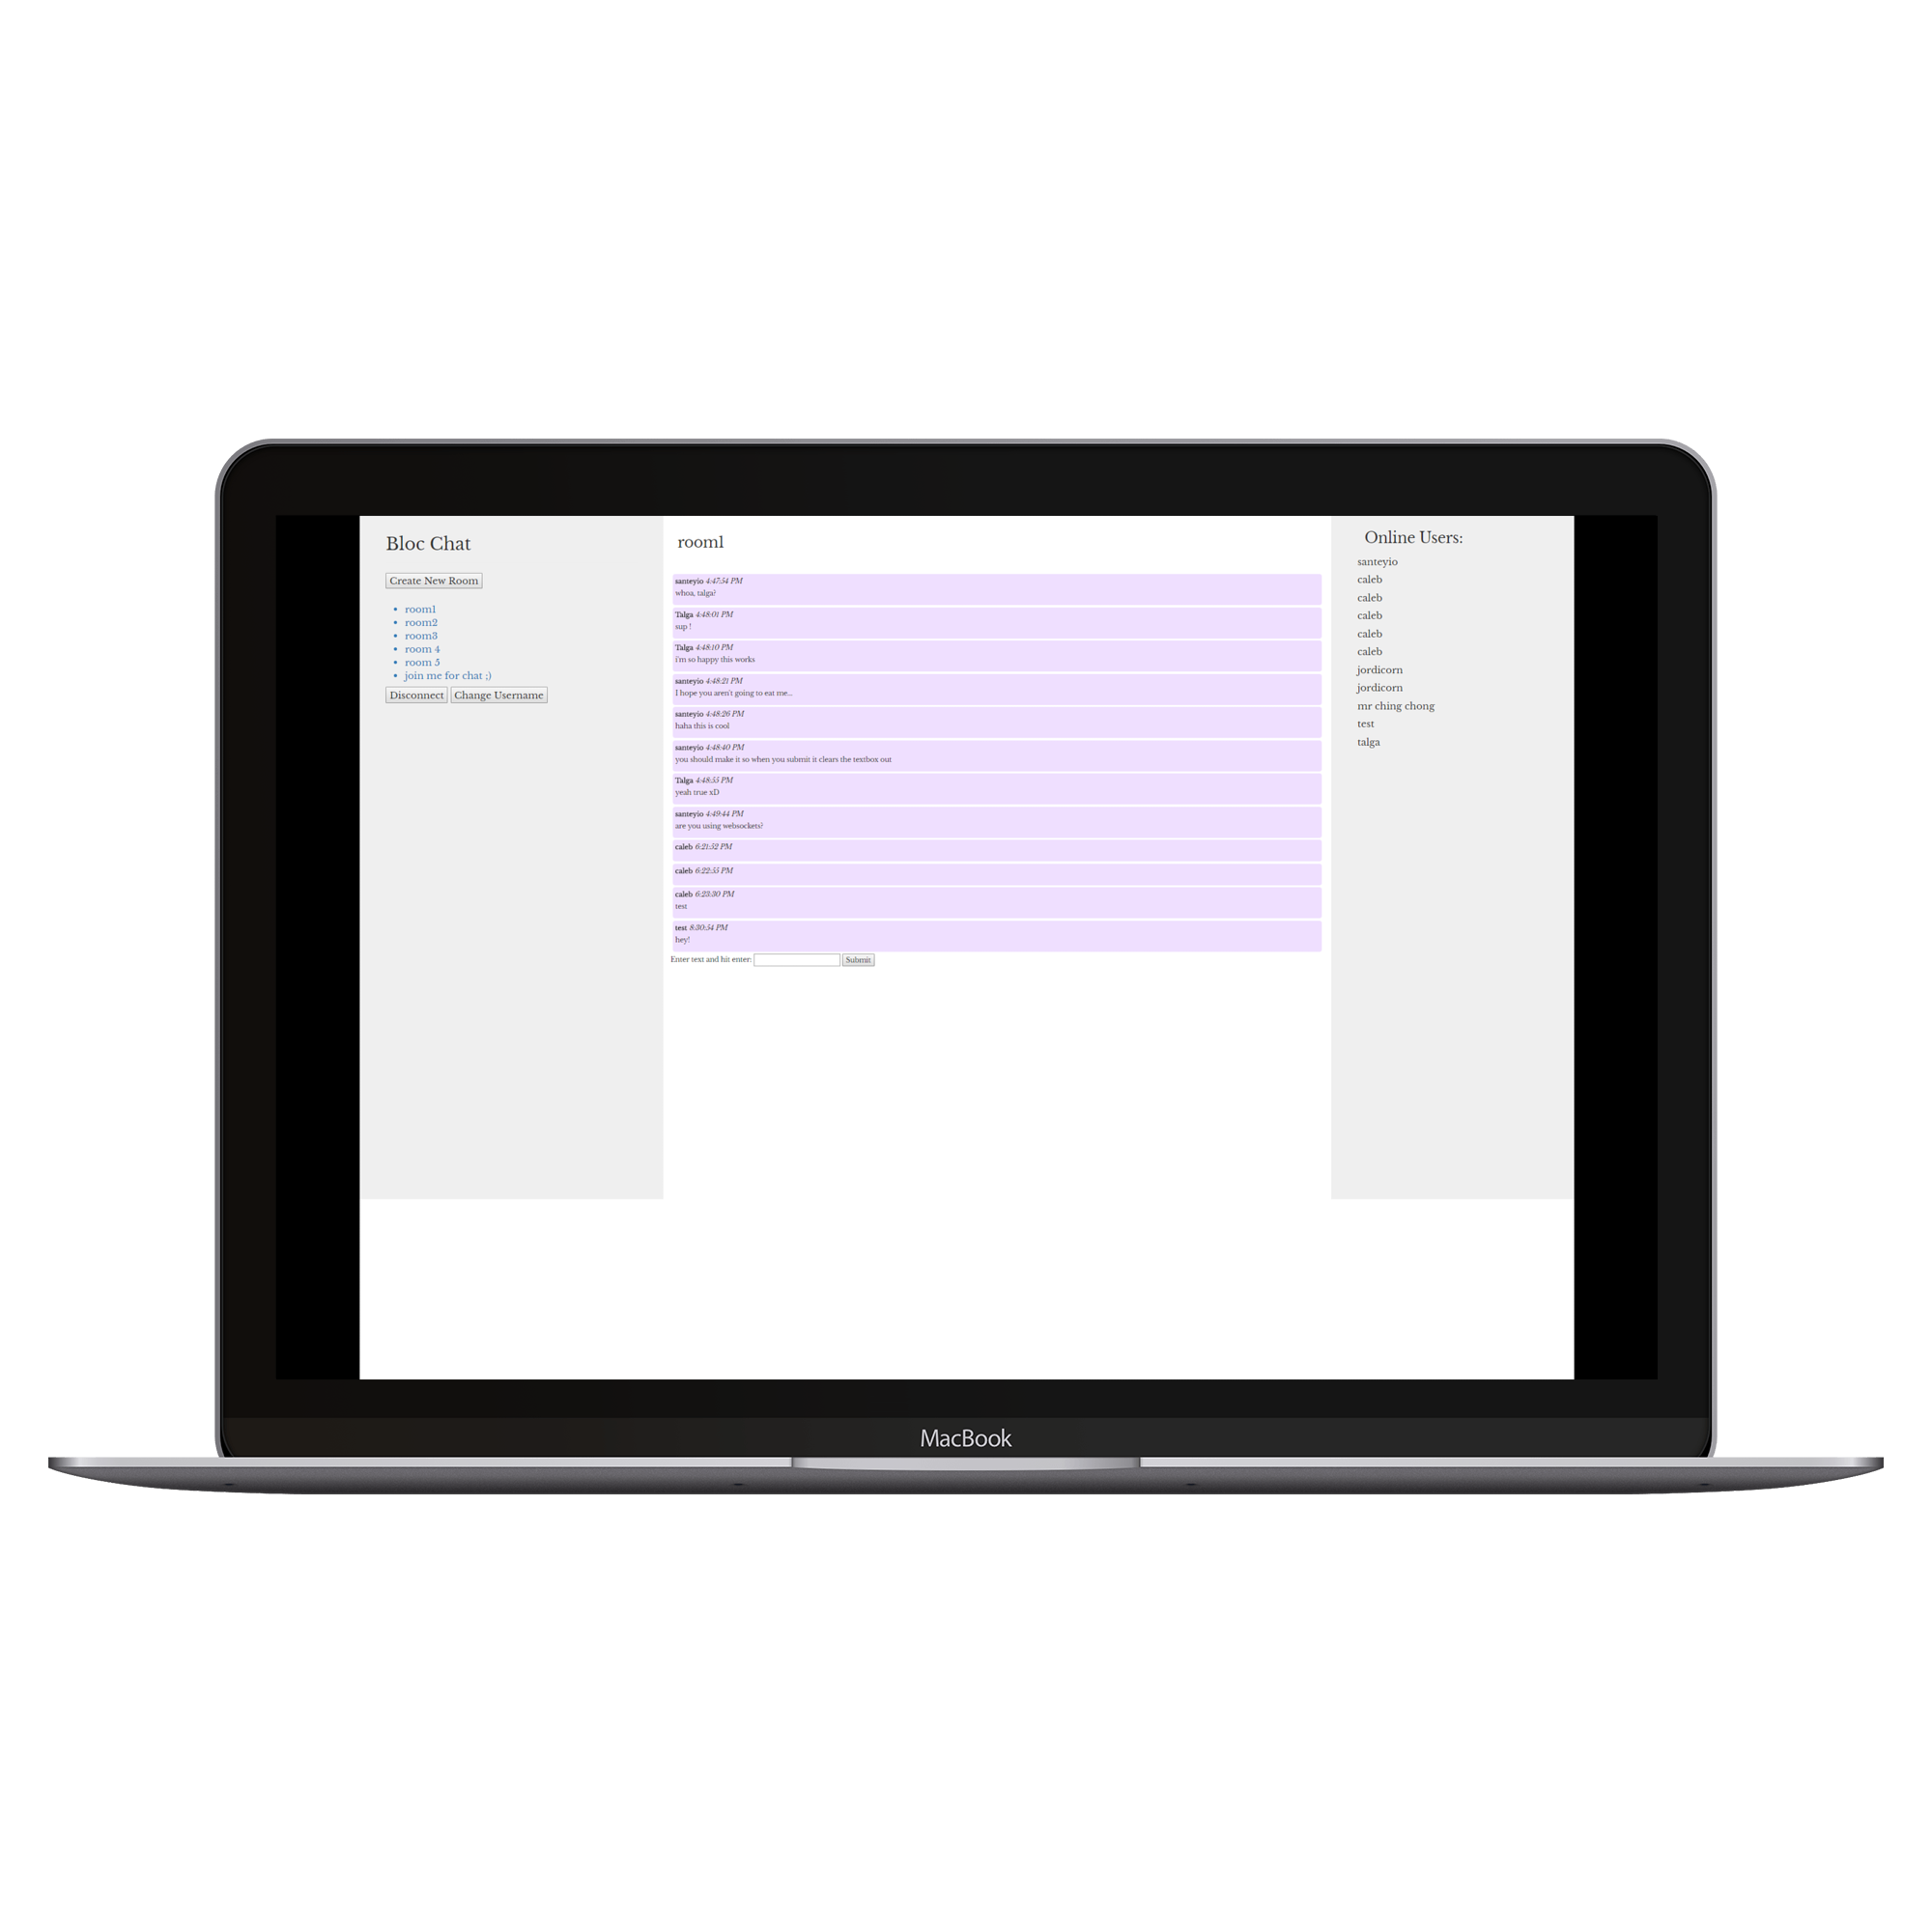 Bloc Chat
Create New Room
room1
room2
room3
room 4
room 5
join me for chat ;)
Disconnect Change Username
room1
santeyio 4:47:54 PM
whoa, talga?
Talga 4:48:01 PM
sup !
Talga 4:48:10 PM
i'm so happy this works
santeyio 4:48:21 PM
I hope you aren't going to eat me...
santeyio 4:48:26 PM
haha this is cool
santeyio 4:48:40 PM
you should make it so when you submit it clears the textbox out
Talga 4:48:55 PM
yeah true xD
santeyio 4:49:44 PM
are you using websockets?
caleb 6:21:52 PM
caleb 6:22:55 PM
caleb 6:23:30 PM
test
test 8:30:54 PM
hey!
Enter text and hit enter: Submit
Online Users:
santeyio
caleb
caleb
caleb
caleb
caleb
jordicorn
jordicorn
mr ching chong
test
talga
MacBook